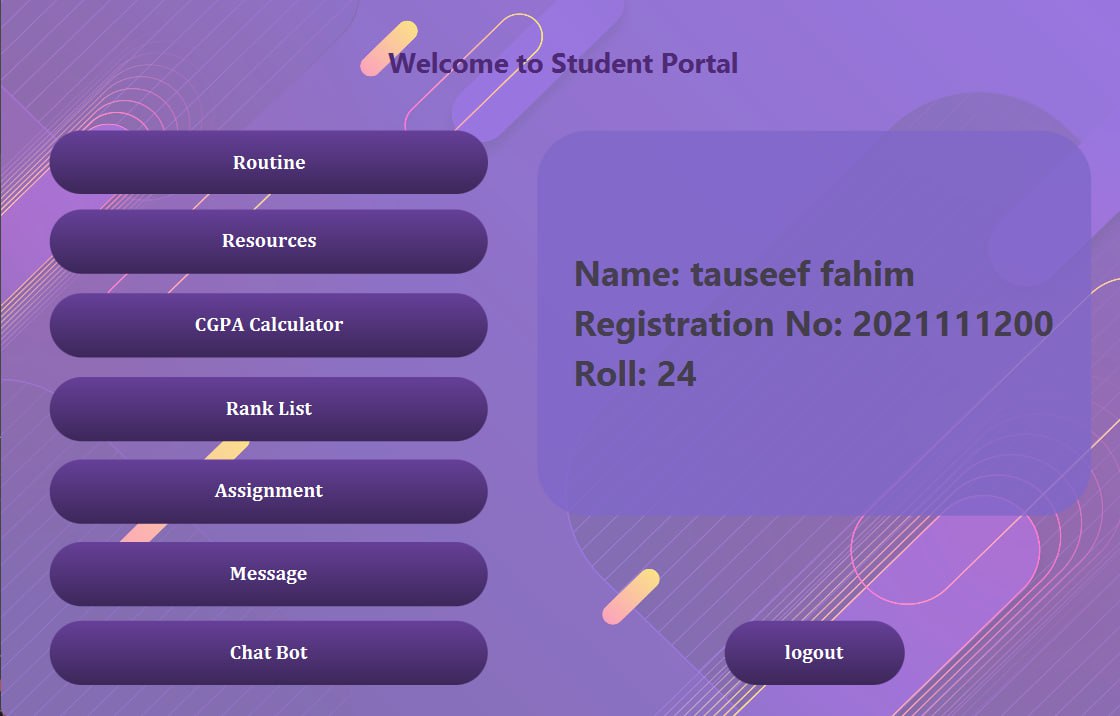 Welcome to Student Portal
Routine
Resources
CGPA Calculator
Rank List
Assignment
Message
Chat Bot
Name: tauseef fahim
Registration No: 2021111200
Roll: 24
logout